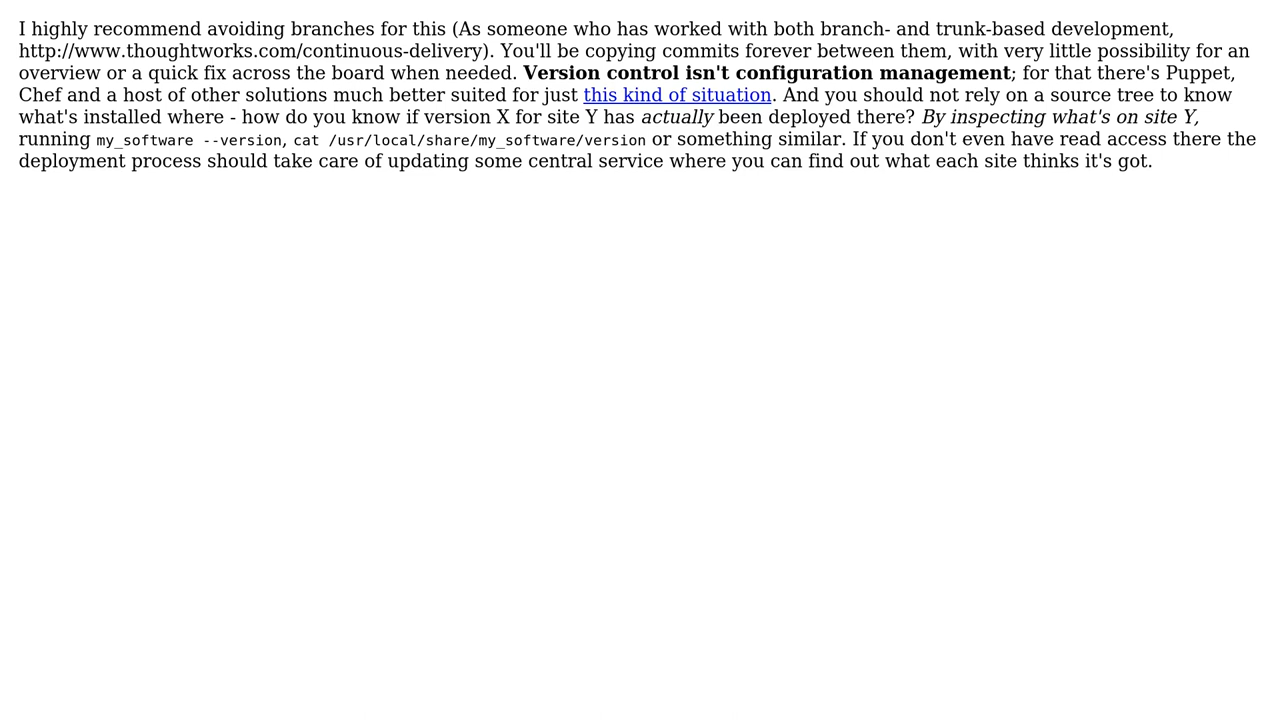 I highly recommend avoiding branches for this (As someone who has worked with both branch- and trunk-based development,
http://www.thoughtworks.com/continuous-delivery). You'll be copying commits forever between them, with very little possibility for an
overview or a quick fix across the board when needed. Version control isn't configuration management; for that there's Puppet,
Chef and a host of other solutions much better suited for just this kind of situation. And you should not rely on a source tree to know
what's installed where - how do you know if version X for site Y has actually been deployed there? By inspecting what's on site Y,
running my_software --version, cat /usr/local/share/my_software/version or something similar. If you don't even have read access there the
deployment process should take care of updating some central service where you can find out what each site thinks it's got.